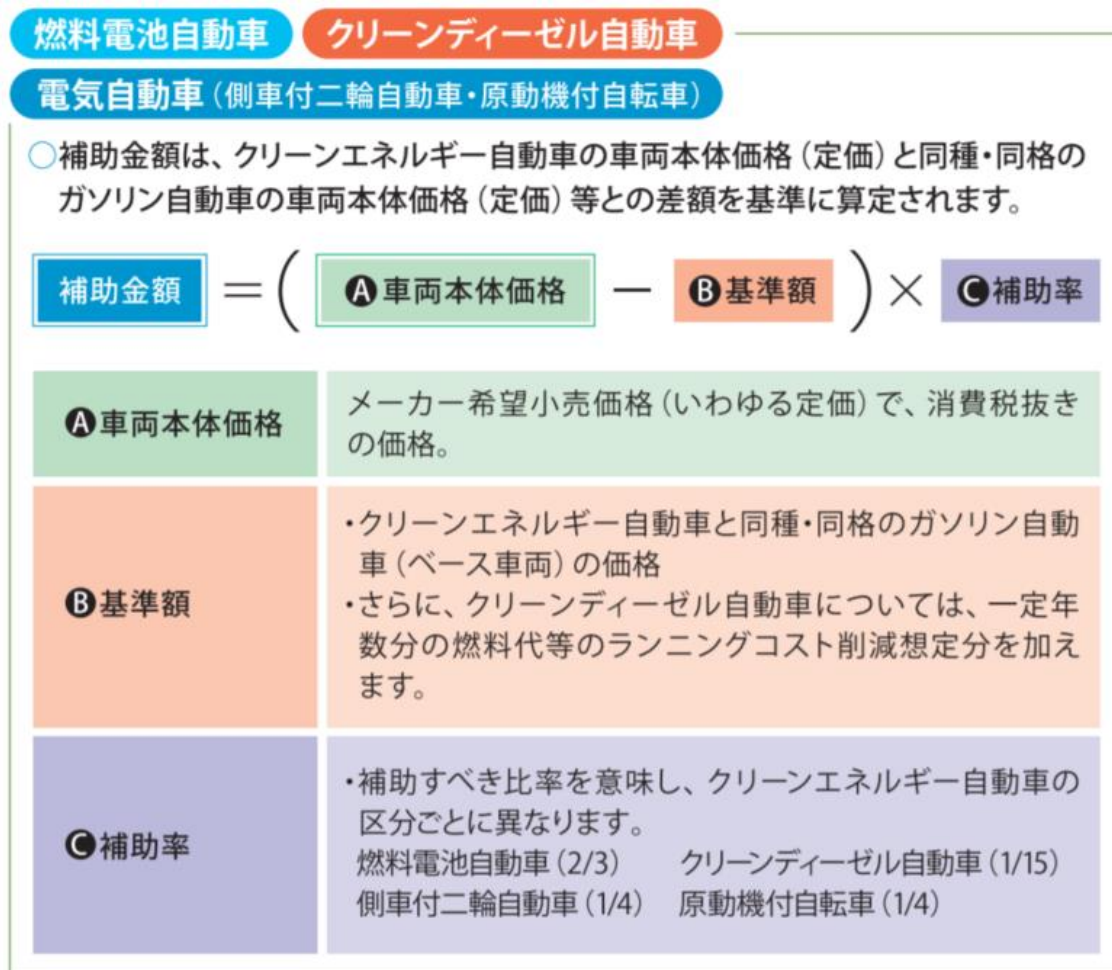 燃料電池自動車 クリーンディーゼル自動車
電気自動車（側車付二輪自動車・原動機付自転車）
○補助金額は、クリーンエネルギー自動車の車両本体価格（定価）と同種・同格の
ガソリン自動車の車両本体価格（定価）等との差額を基準に算定されます。
補助金額 ＝（ Ⓐ車両本体価格 － Ⓑ基準額 ）× Ⓒ補助率
Ⓐ車両本体価格
メーカー希望小売価格（いわゆる定価）で、消費税抜き
の価格。
Ⓑ基準額
・クリーンエネルギー自動車と同種・同格のガソリン自動
車（ベース車両）の価格
・さらに、クリーンディーゼル自動車については、一定年
数分の燃料代等のランニングコスト削減想定分を加え
ます。
Ⓒ補助率
・補助すべき比率を意味し、クリーンエネルギー自動車の
区分ごとに異なります。
燃料電池自動車（2/3） クリーンディーゼル自動車（1/15）
側車付二輪自動車（1/4） 原動機付自転車（1/4）